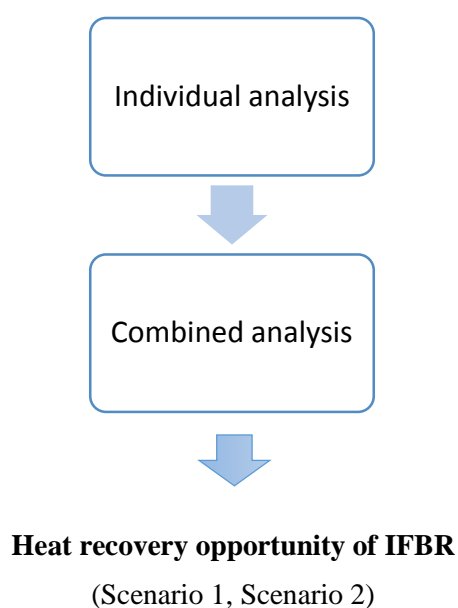 Individual analysis
Combined analysis
Heat recovery opportunity of IFBR
(Scenario 1, Scenario 2)